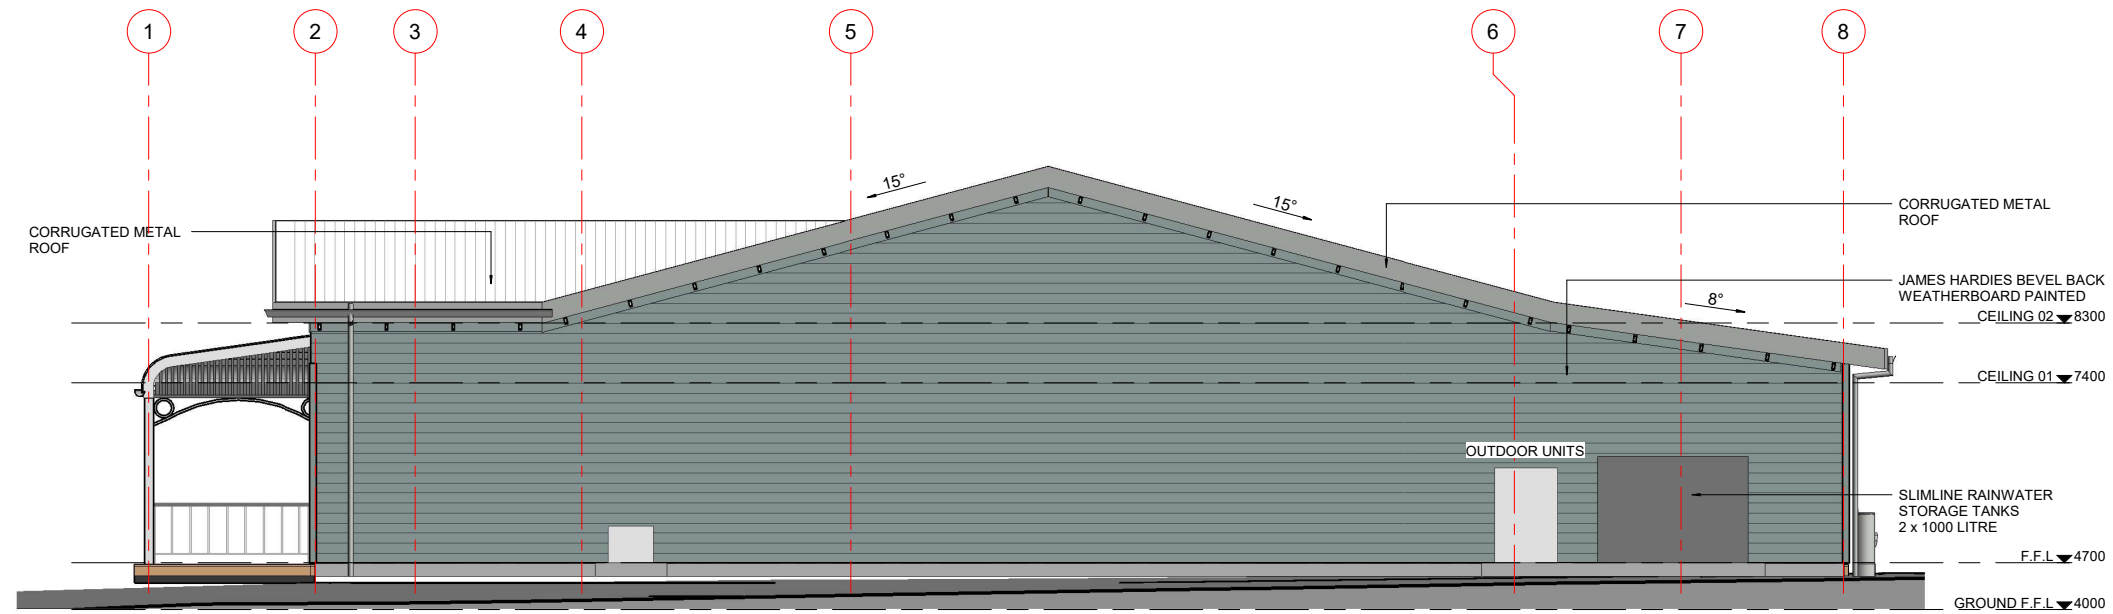 1 2 3 4 5 6 7 8
15°
15°
CORRUGATED METAL
ROOF
CORRUGATED METAL
ROOF
JAMES HARDIES BEVEL BACK
WEATHERBOARD PAINTED
8°
CEILING 02 8300
CEILING 01 7400
OUTDOOR UNITS
SLIMLINE RAINWATER
STORAGE TANKS
2 x 1000 LITRE
F.F.L 4700
GROUND F.F.L 4000